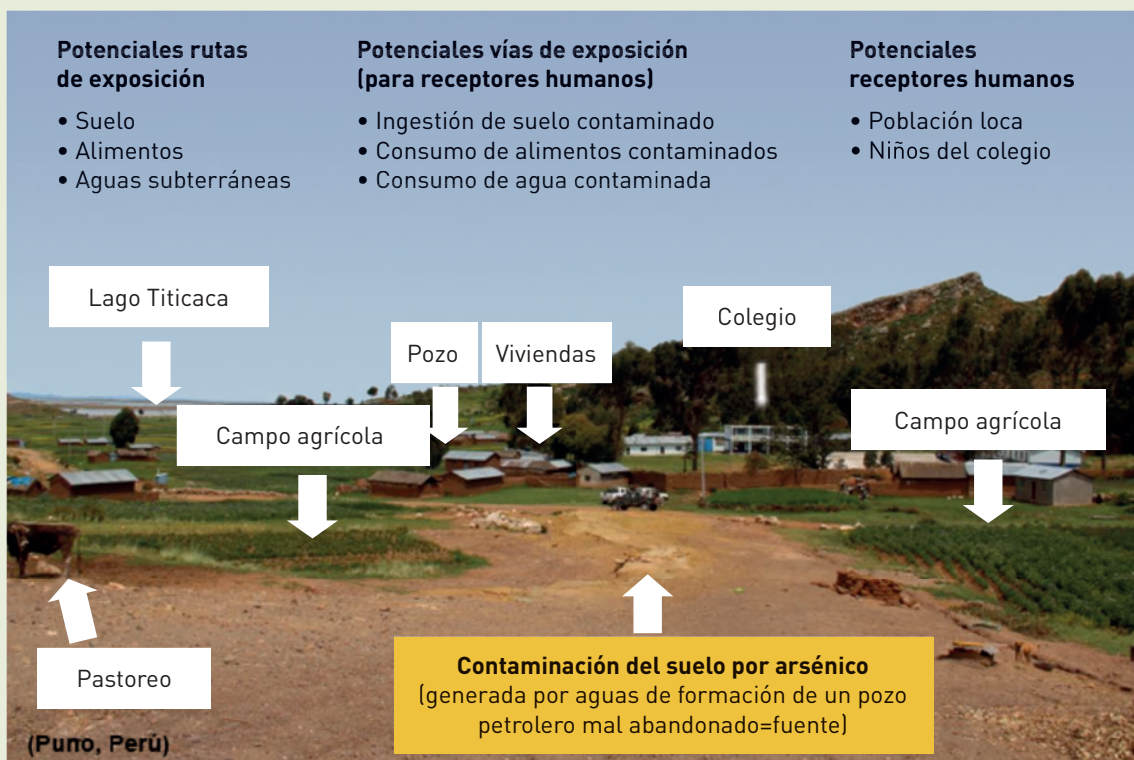 Potenciales rutas
de exposición
• Suelo
• Alimentos
• Aguas subterráneas
Potenciales vías de exposición
(para receptores humanos)
• Ingestión de suelo contaminado
• Consumo de alimentos contaminados
• Consumo de agua contaminada
Potenciales
receptores humanos
• Población loca
• Niños del colegio
Lago Titicaca
Pozo
Viviendas
Colegio
Campo agrícola
Campo agrícola
Pastoreo
Contaminación del suelo por arsénico
(generada por aguas de formación de un pozo
petrolero mal abandonado=fuente)
(Puno, Perú)